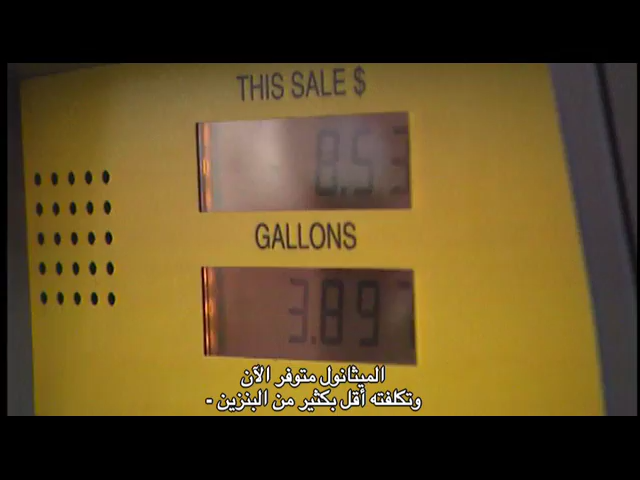 THIS SALE $
8.53
GALLONS
3.89
الميثانول متوفر الآن
وتكلفته أقل بكثير من البنزين -